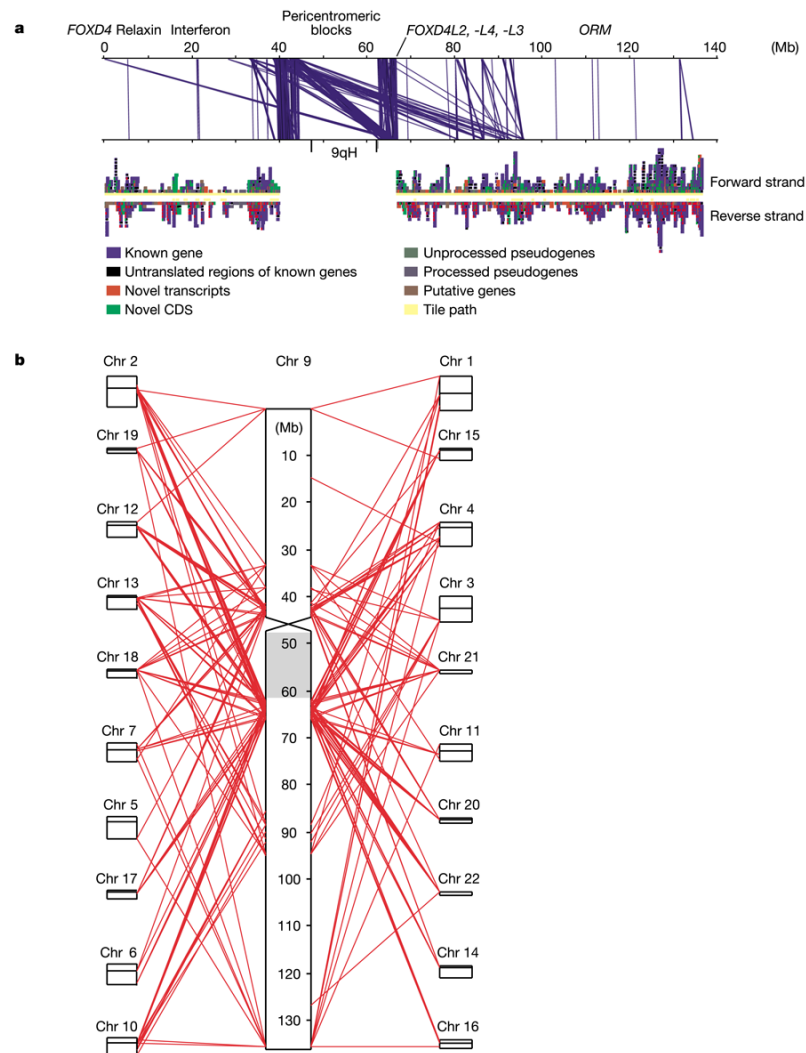 a
Pericentromeric
FOXD4 Relaxin Interferon blocks FOXD4L2, -L4, -L3 ORM
0 20 40 60 80 100 120 140 (Mb)
9qH
Forward strand
Reverse strand
Known gene Unprocessed pseudogenes
Untranslated regions of known genes Processed pseudogenes
Novel transcripts Putative genes
Novel CDS Tile path
b
Chr 2 Chr 9 Chr 1
(Mb)
Chr 19 Chr 15
10
20
Chr 12 Chr 4
30
Chr 13 Chr 3
40
50
Chr 18 Chr 21
60
Chr 7 Chr 11
70
80
Chr 5 Chr 20
90
Chr 17 Chr 22
100
110
Chr 6 Chr 14
120
Chr 10 Chr 16
130